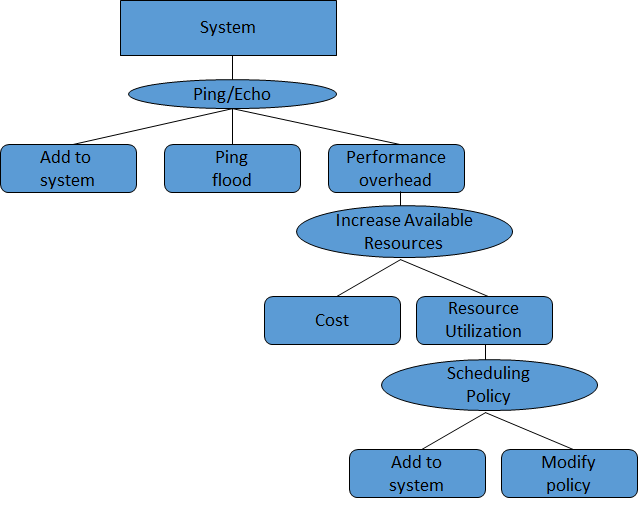 System
Ping/Echo
Add to
system
Ping
flood
Performance
overhead
Increase Available
Resources
Cost
Resource
Utilization
Scheduling
Policy
Add to
system
Modify
policy